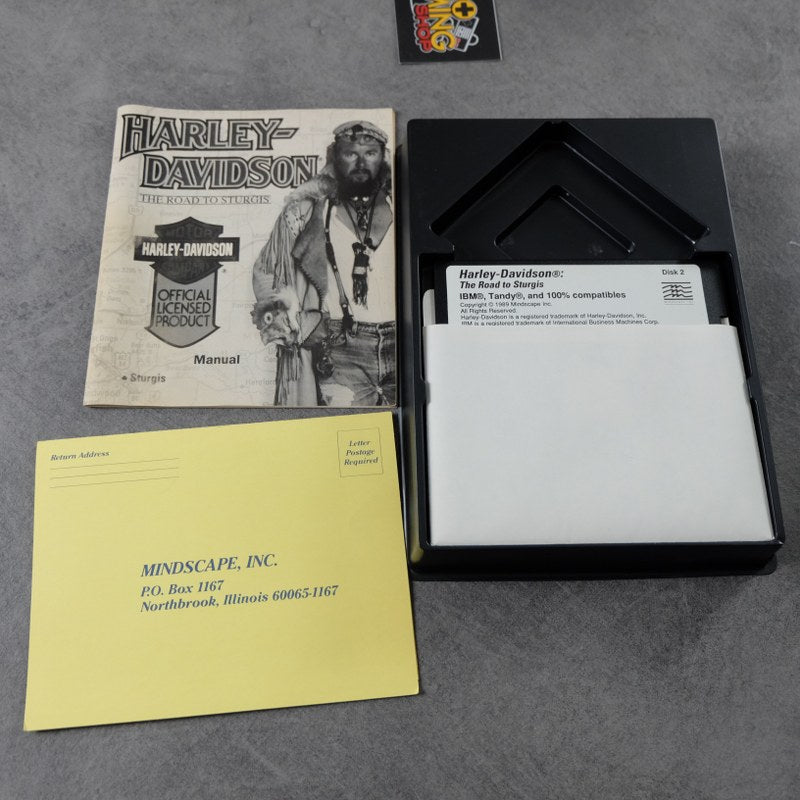 MING
SHOP
HARLEY-
DAVIDSON
THE ROAD TO STURGIS
MOTOR
HARLEY-DAVIDSON
OFFICIAL
LICENSED
PRODUCT
Manual
Sturgis
Harley-Davidson®:
The Road to Sturgis
Disk 2
IBM®, Tandy®, and 100% compatibles
Copyright © 1989 Mindscape Inc.
All Rights Reserved.
Harley-Davidson is a registered trademark of Harley-Davidson, Inc.
IBM is a registered trademark of International Business Machines Corp.
Return Address
Letter
Postage
Required
MINDSCAPE, INC.
P.O. Box 1167
Northbrook, Illinois 60065-1167